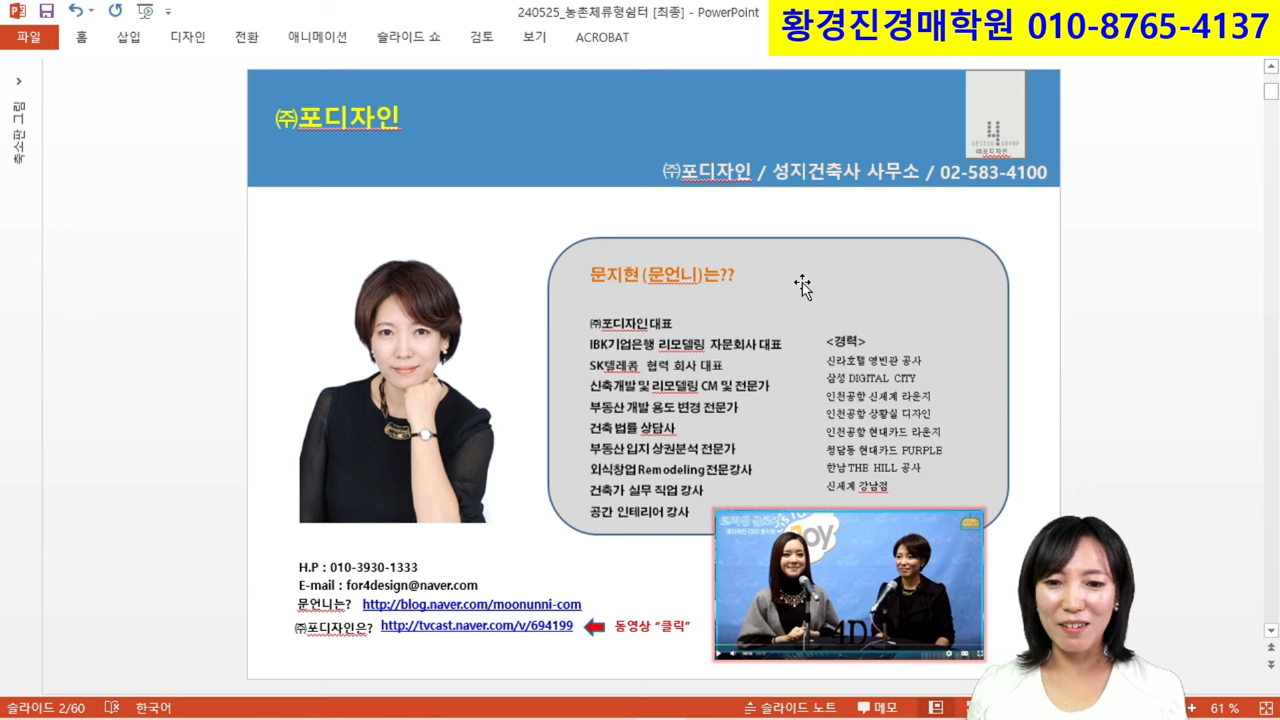 240525_농촌체류형쉼터 [최종] - PowerPoint
황경진경매학원 010-8765-4137
파일 홈 삽입 디자인 전환 애니메이션 슬라이드 쇼 검토 보기 ACROBAT
축소판 그림
㈜포디자인
DESIGN GROUP
㈜포디자인
㈜포디자인 / 성지건축사 사무소 / 02-583-4100
문지현(문언니)는??
㈜포디자인 대표
IBK기업은행 리모델링 자문회사 대표
SK텔레콤 협력 회사 대표
신축개발 및 리모델링 CM 및 전문가
부동산 개발 용도 변경 전문가
건축 법률 상담사
부동산 입지 상권분석 전문가
외식창업 Remodeling 전문강사
건축가 실무 직업 강사
공간 인테리어 강사
<경력>
신라호텔 영빈관 공사
삼성 DIGITAL CITY
인천공항 신세계 라운지
인천공항 상황실 디자인
인천공항 현대카드 라운지
청담동 현대카드 PURPLE
한남 THE HILL 공사
신세계 강남점
H.P : 010-3930-1333
E-mail : for4design@naver.com
문언니는? http://blog.naver.com/moonunni-com
㈜포디자인은? http://tvcast.naver.com/v/694199 동영상 "클릭"
슬라이드 2/60 한국어 슬라이드 노트 메모 61 %